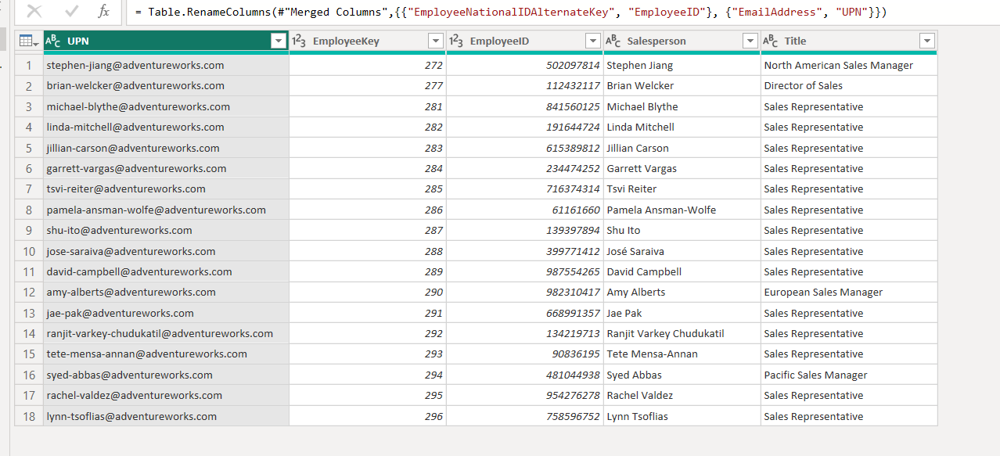 = Table.RenameColumns(#"Merged Columns",{{"EmployeeNationalIDAlternateKey", "EmployeeID"}, {"EmailAddress", "UPN"}})
ABC UPN 123 EmployeeKey 123 EmployeeID ABC Salesperson ABC Title
1 stephen-jiang@adventureworks.com 272 502097814 Stephen Jiang North American Sales Manager
2 brian-welcker@adventureworks.com 277 112432117 Brian Welcker Director of Sales
3 michael-blythe@adventureworks.com 281 841560125 Michael Blythe Sales Representative
4 linda-mitchell@adventureworks.com 282 191644724 Linda Mitchell Sales Representative
5 jillian-carson@adventureworks.com 283 615389812 Jillian Carson Sales Representative
6 garrett-vargas@adventureworks.com 284 234474252 Garrett Vargas Sales Representative
7 tsvi-reiter@adventureworks.com 285 716374314 Tsvi Reiter Sales Representative
8 pamela-ansman-wolfe@adventureworks.com 286 61161660 Pamela Ansman-Wolfe Sales Representative
9 shu-ito@adventureworks.com 287 139397894 Shu Ito Sales Representative
10 jose-saraiva@adventureworks.com 288 399771412 José Saraiva Sales Representative
11 david-campbell@adventureworks.com 289 987554265 David Campbell Sales Representative
12 amy-alberts@adventureworks.com 290 982310417 Amy Alberts European Sales Manager
13 jae-pak@adventureworks.com 291 668991357 Jae Pak Sales Representative
14 ranjit-varkey-chudukatil@adventureworks.com 292 134219713 Ranjit Varkey Chudukatil Sales Representative
15 tete-mensa-annan@adventureworks.com 293 90836195 Tete Mensa-Annan Sales Representative
16 syed-abbas@adventureworks.com 294 481044938 Syed Abbas Pacific Sales Manager
17 rachel-valdez@adventureworks.com 295 954276278 Rachel Valdez Sales Representative
18 lynn-tsoflias@adventureworks.com 296 758596752 Lynn Tsoflias Sales Representative